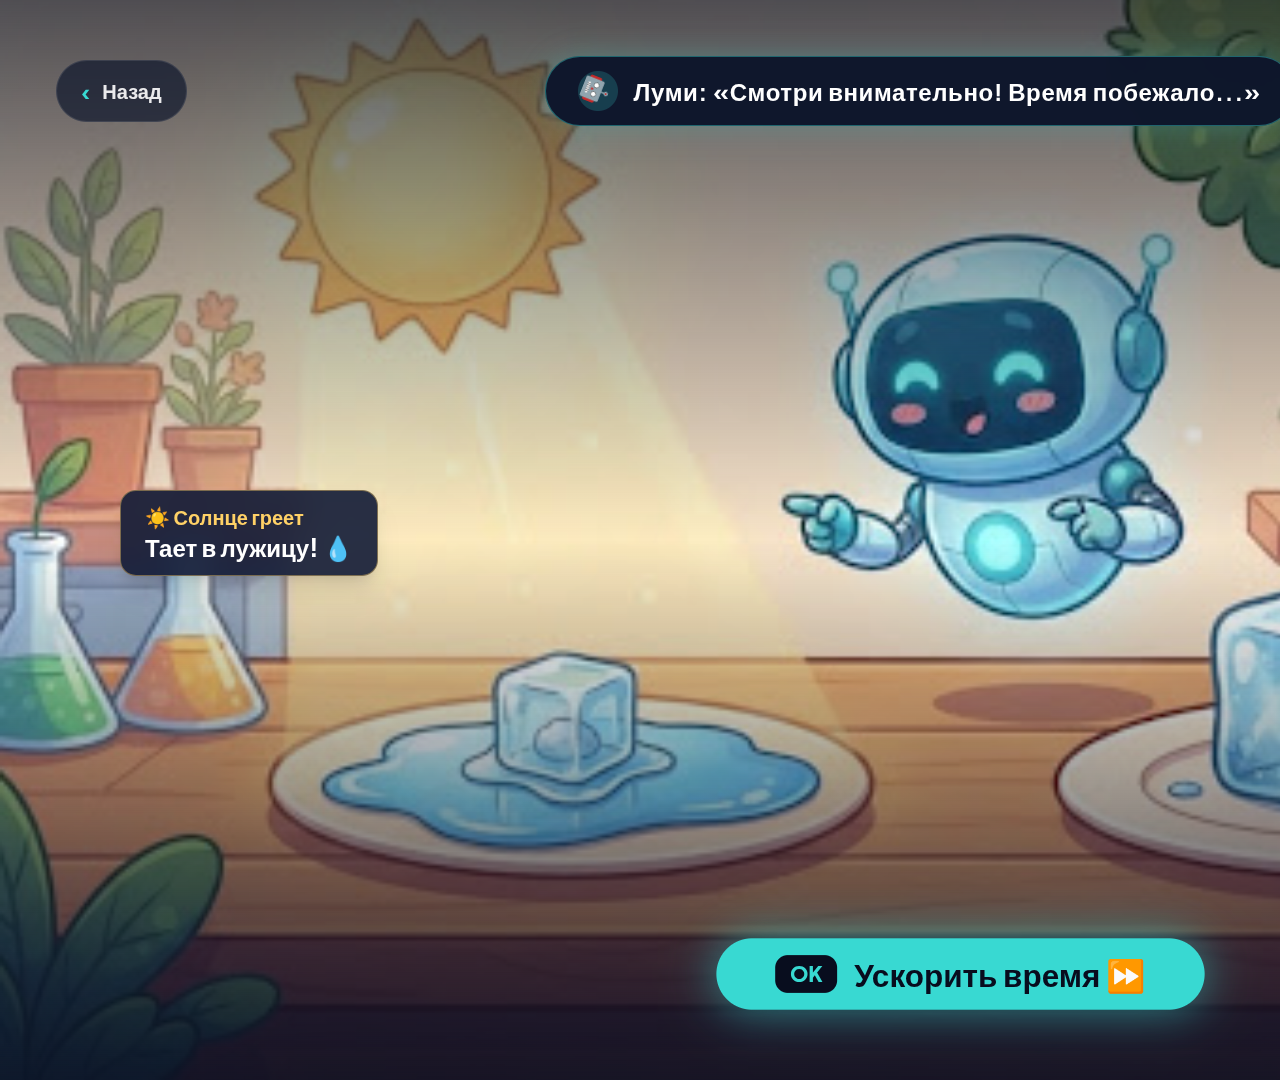 ‹ Назад
Луми: «Смотри внимательно! Время побежало...»
☀️ Солнце греет
Тает в лужицу! 💧
OK Ускорить время ⏩